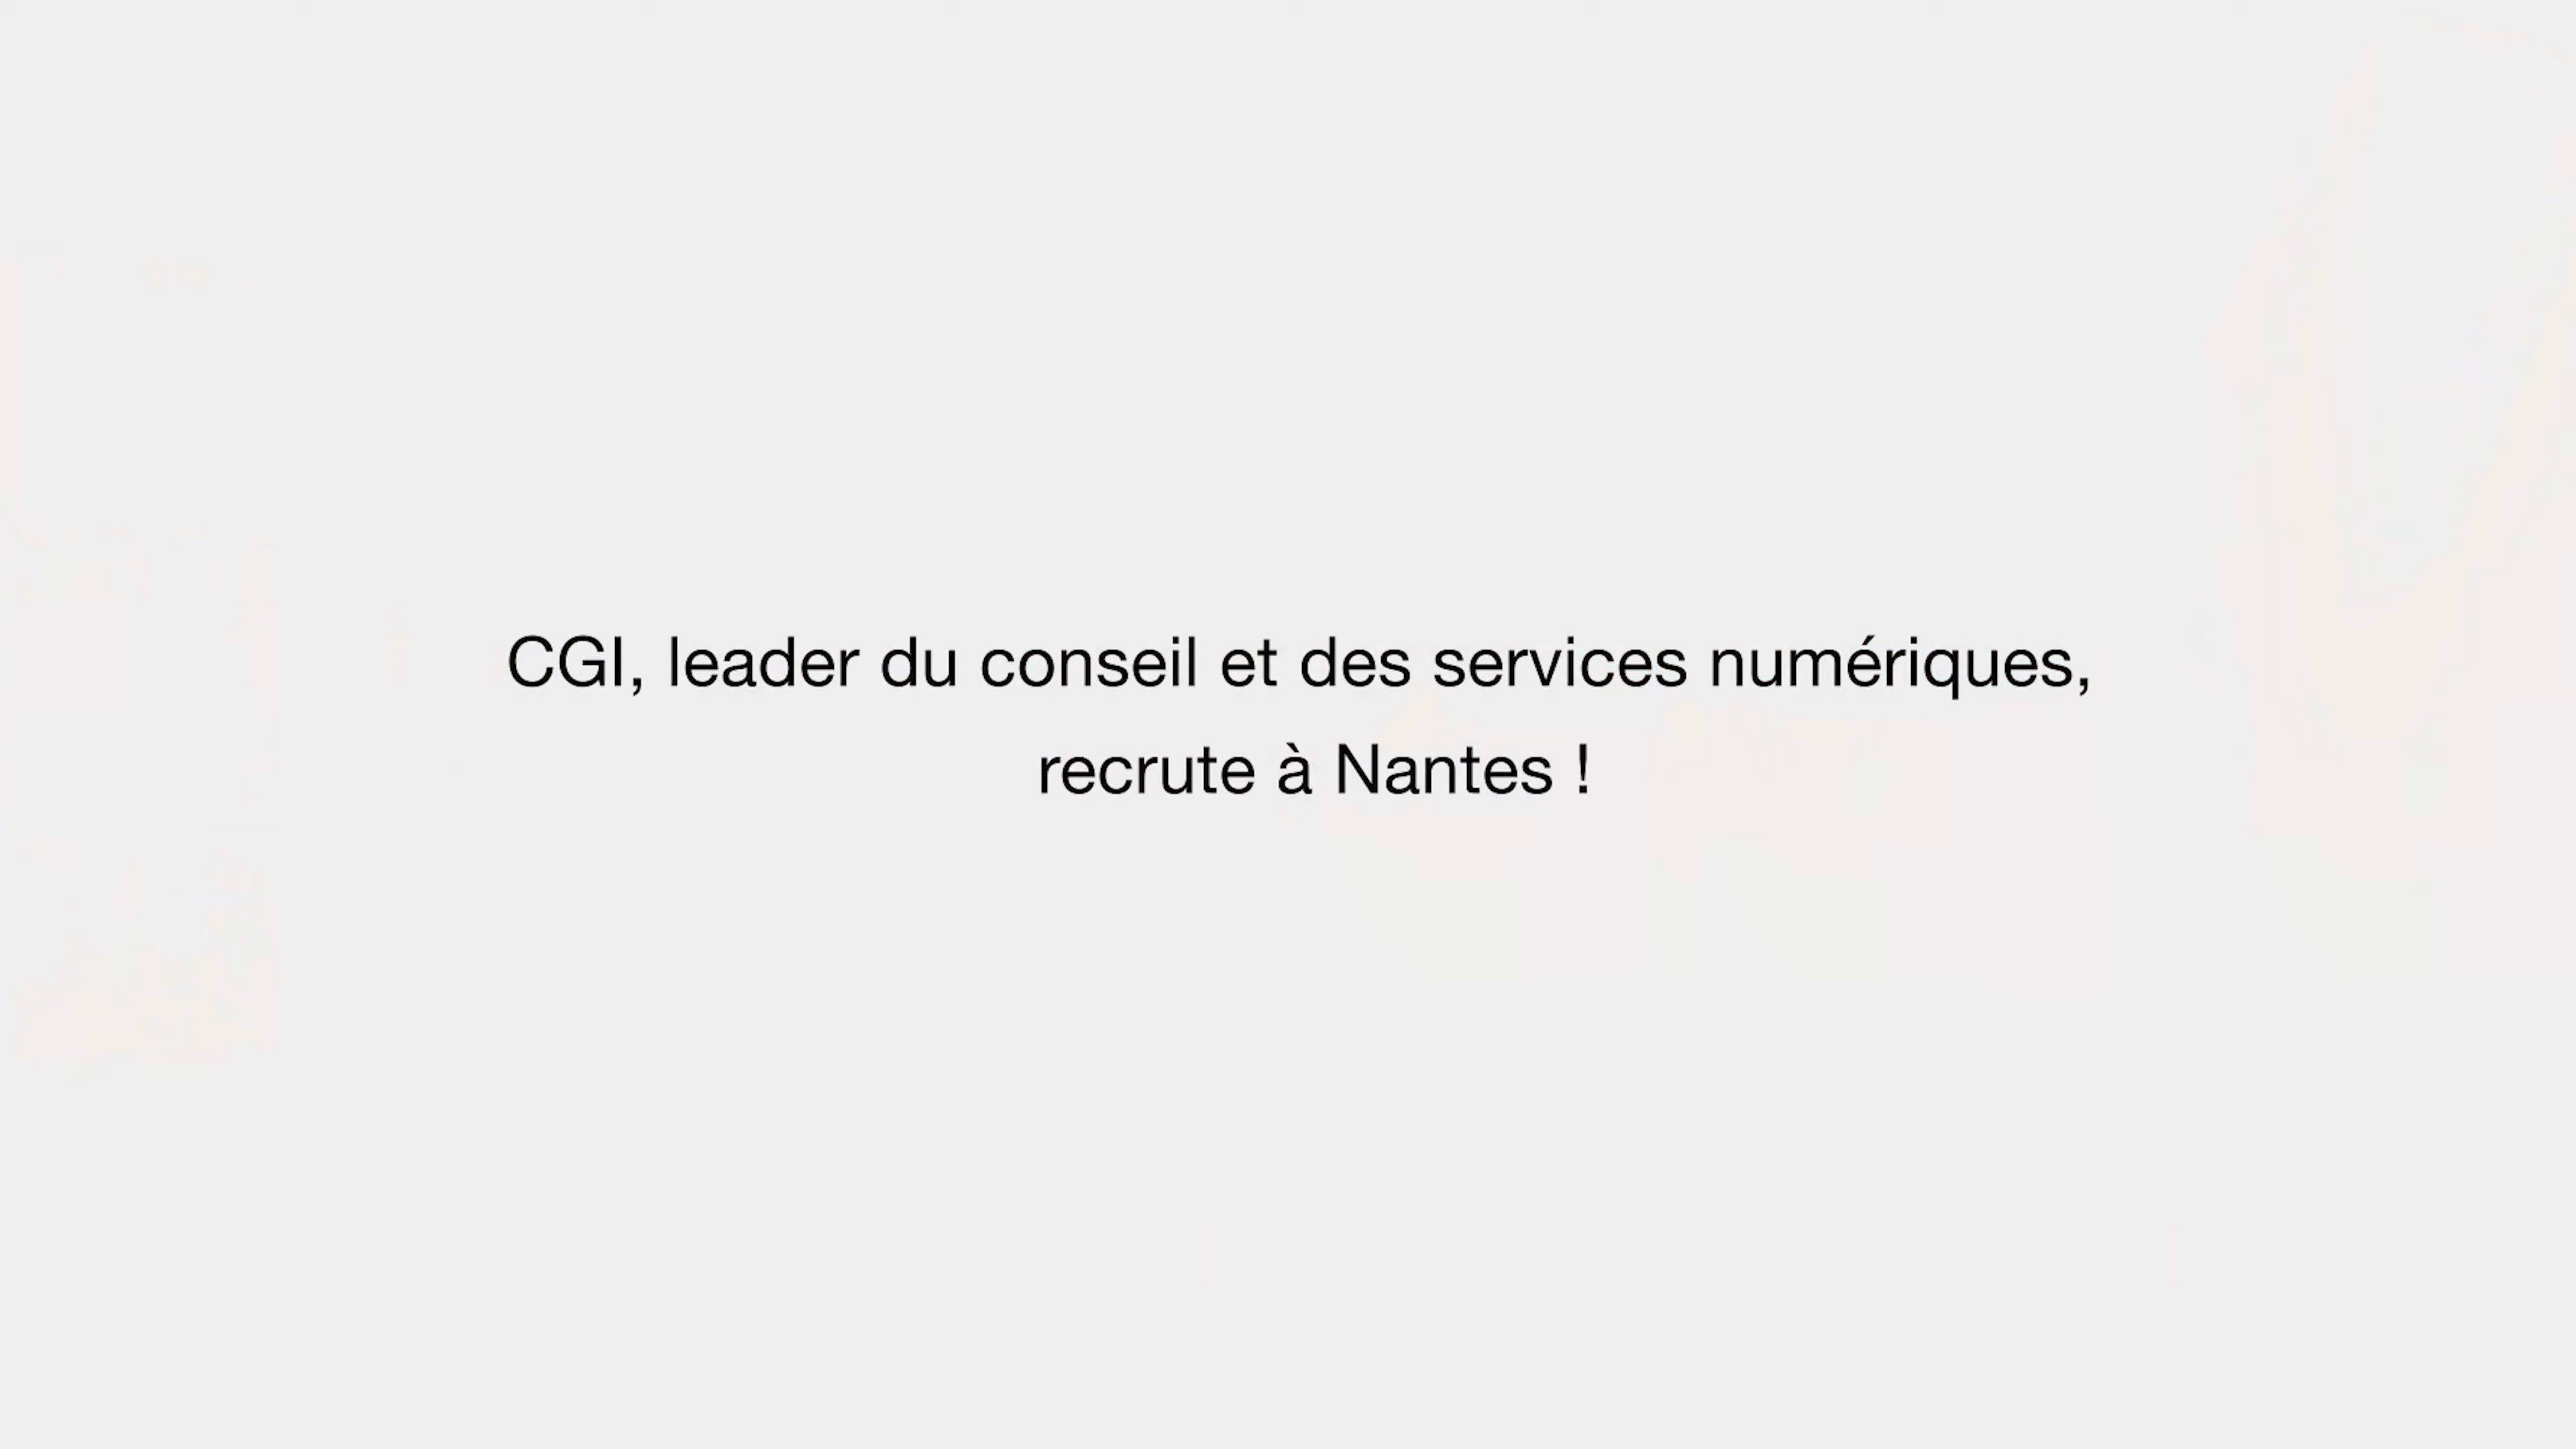 CGI, leader du conseil et des services numériques,
recrute à Nantes !